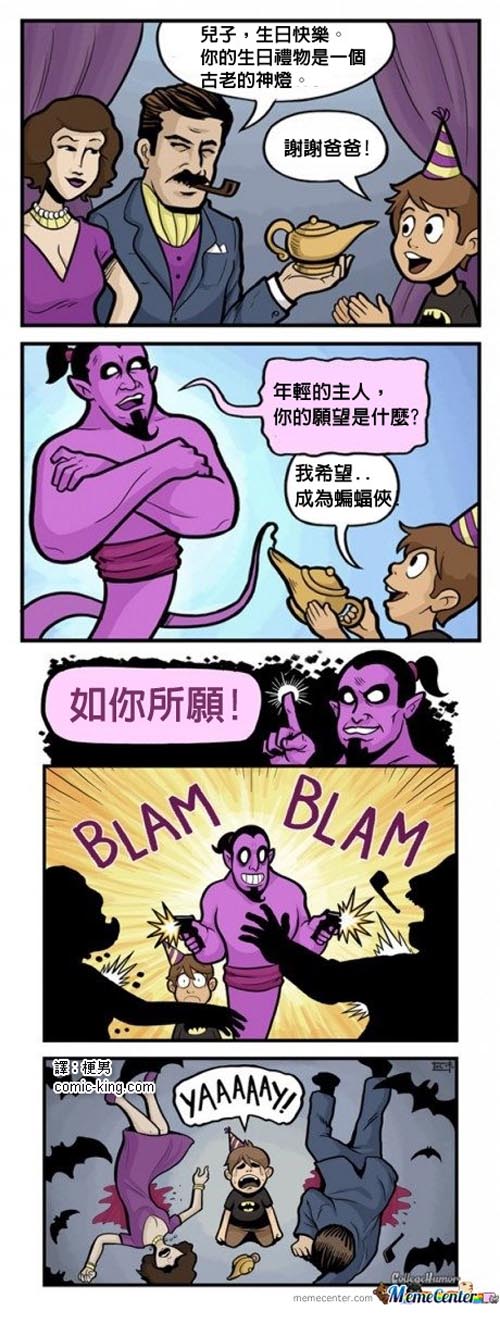 兒子，生日快樂。
你的生日禮物是一個
古老的神燈。
謝謝爸爸!
年輕的主人，
你的願望是什麼?
我希望..
成為蝙蝠俠.
如你所願!
BLAM
BLAM
譯:梗男
comic-king.com
YAAAAAY!
CollegeHumor
memecenter.com
MemeCenter